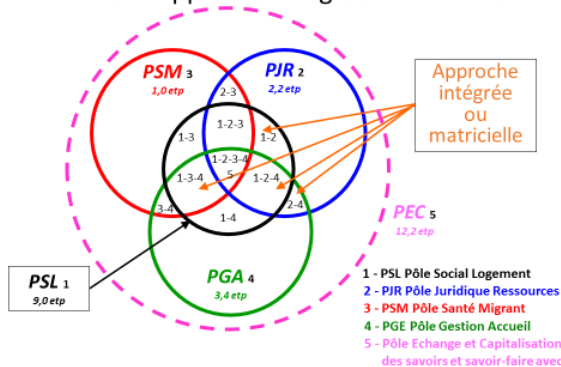 PSM 3
1,0 etp
PJR 2
2,2 etp
Approche
intégrée
ou
matricielle
2-3
1-2-3
1-3
1-2
1-2-3-4
5
1-3-4
1-2-4
3-4
2-4
1-4
PEC 5
12,2 etp
PGA 4
3,4 etp
PSL 1
9,0 etp
1 - PSL Pôle Social Logement
2 - PJR Pôle Juridique Ressources
3 - PSM Pôle Santé Migrant
4 - PGE Pôle Gestion Accueil
5 - Pôle Echange et Capitalisation
des savoirs et savoir-faire avec